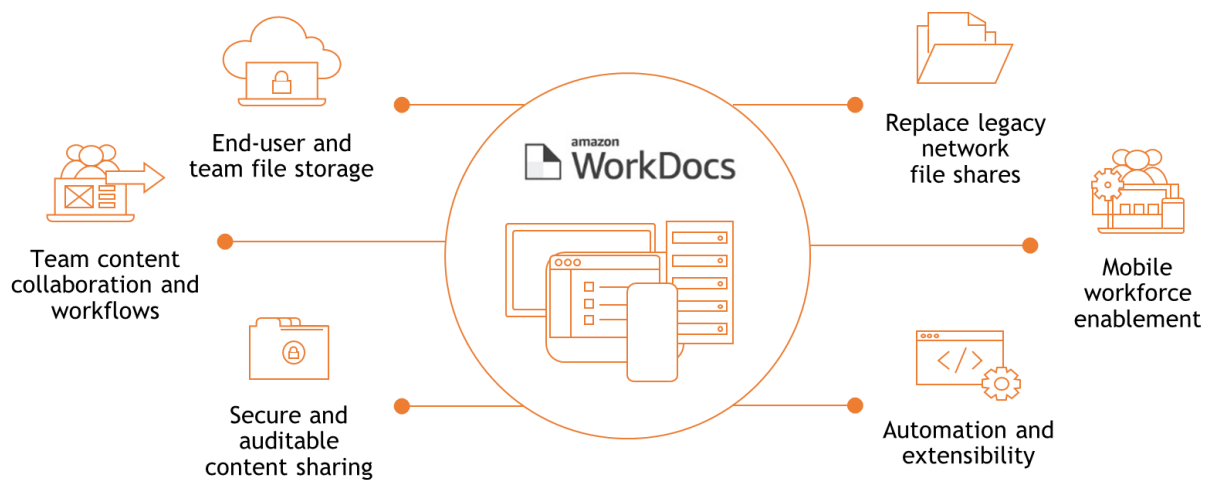 End-user and
team file storage
Team content
collaboration and
workflows
Secure and
auditable
content sharing
amazon
WorkDocs
Replace legacy
network
file shares
Mobile
workforce
enablement
</>
Automation and
extensibility